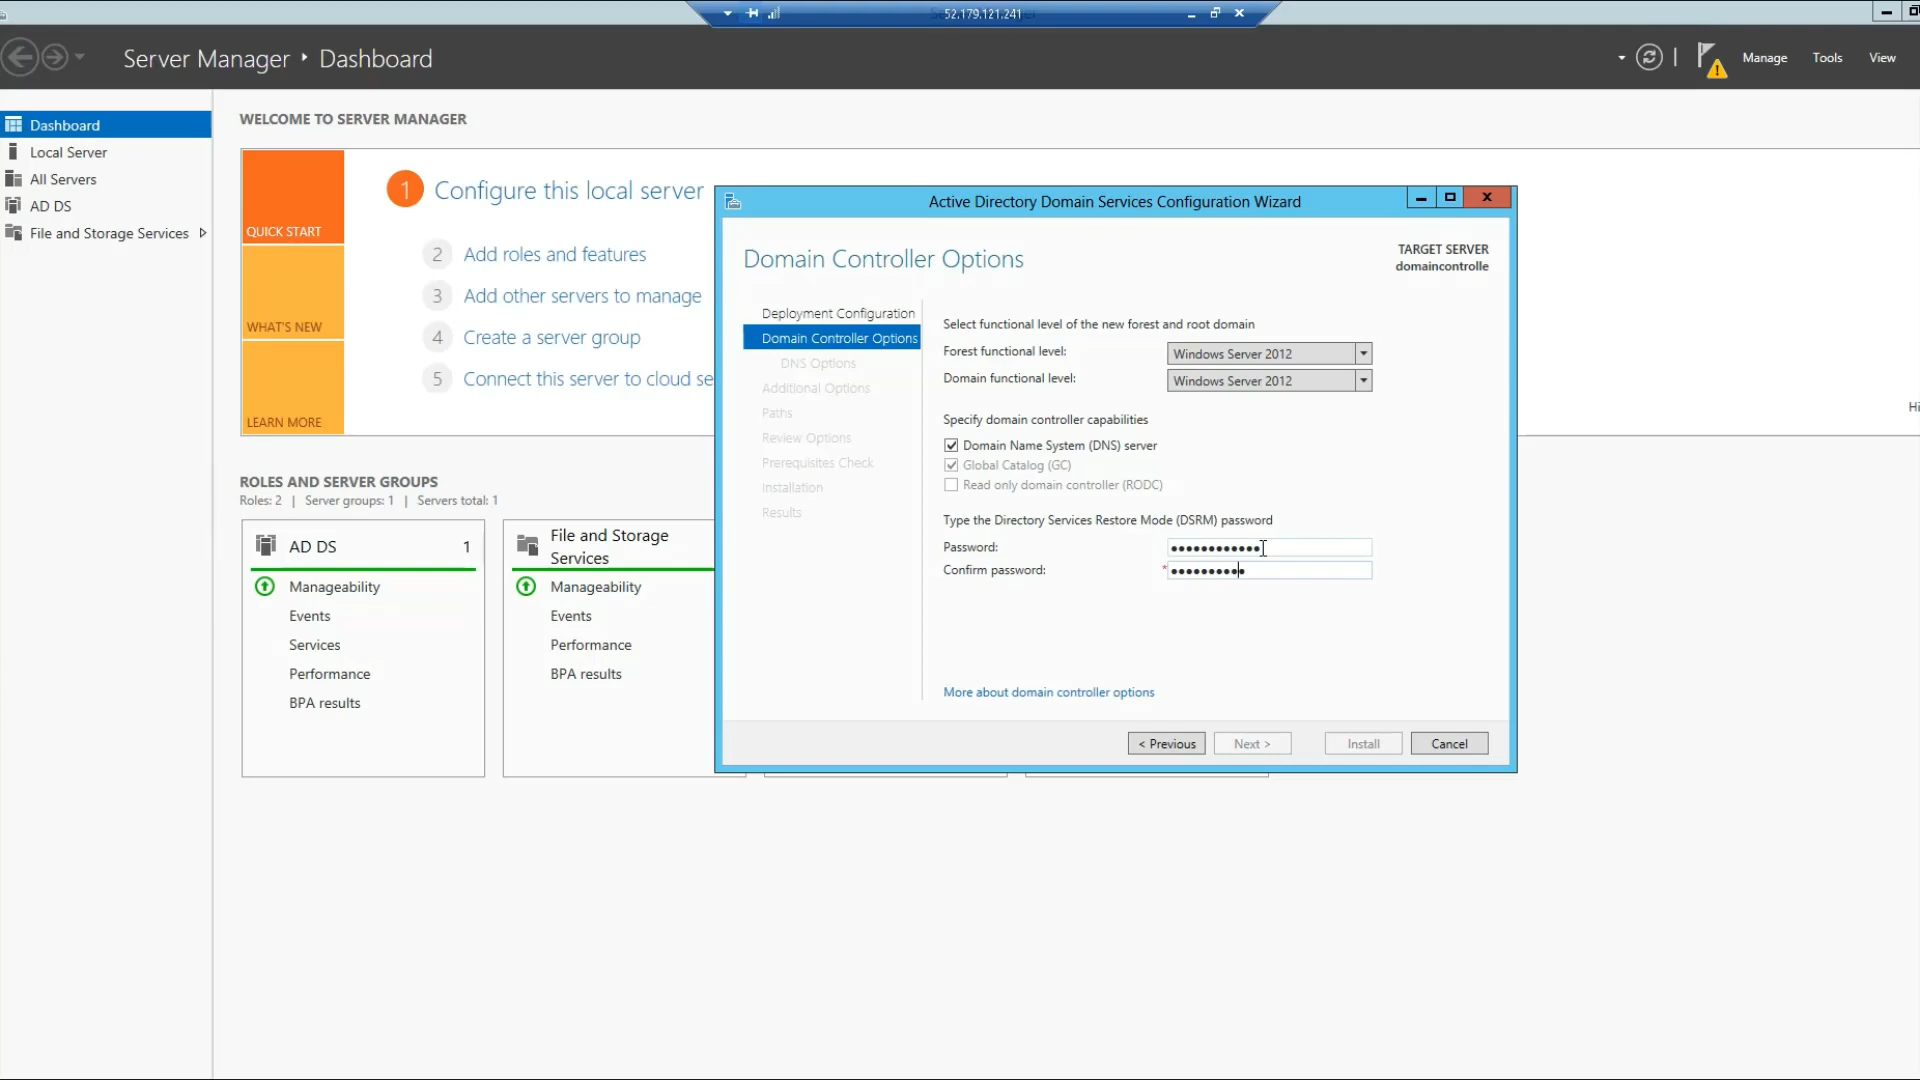 52.179.121.241
Server Manager ‣ Dashboard
Manage
Tools
View
Dashboard
Local Server
All Servers
AD DS
File and Storage Services
WELCOME TO SERVER MANAGER
QUICK START
WHAT'S NEW
LEARN MORE
1 Configure this local server
2 Add roles and features
3 Add other servers to manage
4 Create a server group
5 Connect this server to cloud se
Hi
ROLES AND SERVER GROUPS
Roles: 2 | Server groups: 1 | Servers total: 1
AD DS 1
Manageability
Events
Services
Performance
BPA results
File and Storage
Services
Manageability
Events
Performance
BPA results
Active Directory Domain Services Configuration Wizard
Domain Controller Options
TARGET SERVER
domaincontrolle
Deployment Configuration
Domain Controller Options
DNS Options
Additional Options
Paths
Review Options
Prerequisites Check
Installation
Results
Select functional level of the new forest and root domain
Forest functional level: Windows Server 2012
Domain functional level: Windows Server 2012
Specify domain controller capabilities
Domain Name System (DNS) server
Global Catalog (GC)
Read only domain controller (RODC)
Type the Directory Services Restore Mode (DSRM) password
Password: ••••••••••••
Confirm password: * •••••••••••
More about domain controller options
< Previous
Next >
Install
Cancel